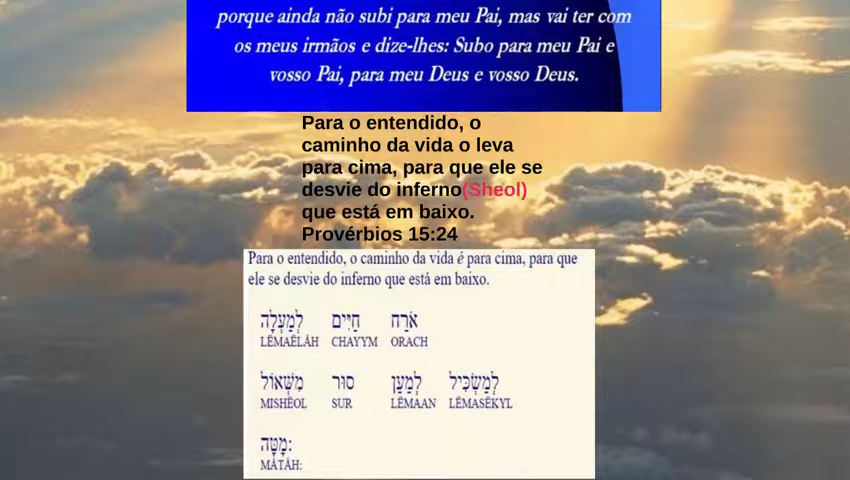 porque ainda não subi para meu Pai, mas vai ter com
os meus irmãos e dize-lhes: Subo para meu Pai e
vosso Pai, para meu Deus e vosso Deus.
Para o entendido, o
caminho da vida o leva
para cima, para que ele se
desvie do inferno(Sheol)
que está em baixo.
Provérbios 15:24
Para o entendido, o caminho da vida é para cima, para que
ele se desvie do inferno que está em baixo.
אֹרַח חַיִּים לְמַעְלָה
LÊMAÊLÅH CHAYYM ORACH
לְמַשְׂכִּיל לְמַעַן סוּר מִשְּׁאוֹל
MISHÊOL SUR LÊMAAN LÊMASÊKYL
מָטָּה׃
MÅTÅH: